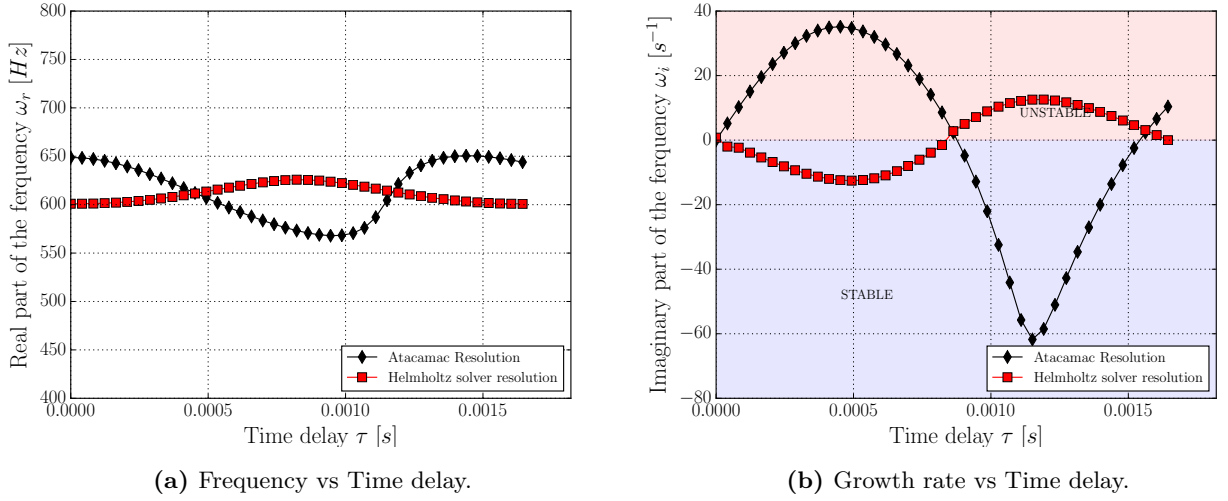 800
750
700
650
600
550
500
450
400
0.0000
0.0005
0.0010
0.0015
Real part of the ferquency ω_r [Hz]
Time delay τ [s]
Atacamac Resolution
Helmholtz solver resolution
(a) Frequency vs Time delay.
40
20
0
−20
−40
−60
−80
0.0000
0.0005
0.0010
0.0015
Imaginary part of the ferquency ω_i [s⁻¹]
Time delay τ [s]
UNSTABLE
STABLE
Atacamac Resolution
Helmholtz solver resolution
(b) Growth rate vs Time delay.